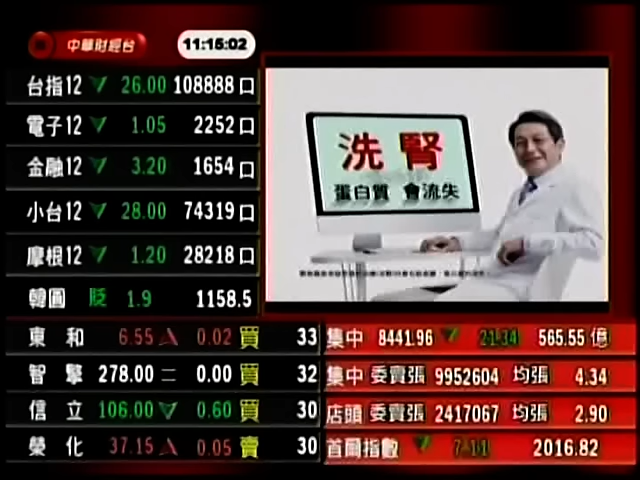 中華財經台 11:15:02
台指12 ▽ 26.00 108888口
電子12 ▽ 1.05 2252口
金融12 ▽ 3.20 1654口
小台12 ▽ 28.00 74319口
摩根12 ▽ 1.20 28218口
韓圓 貶 1.9 1158.5
洗腎
蛋白質 會流失
東和 6.55 △ 0.02 買 33
智擎 278.00 = 0.00 買 32
信立 106.00 ▽ 0.60 買 30
榮化 37.15 △ 0.05 賣 30
集中 8441.96 ▽ 21.34 565.55億
集中 委賣張 9952604 均張 4.34
店頭 委賣張 2417067 均張 2.90
首爾指數 ▽ 7.11 2016.82